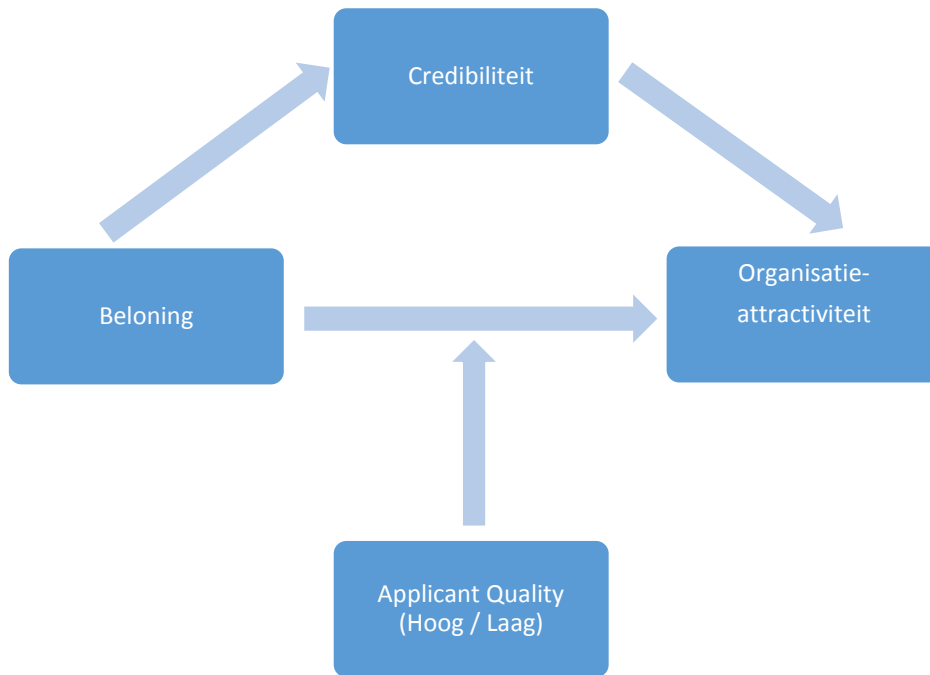 Credibiliteit
Beloning
Organisatie-
attractiviteit
Applicant Quality
(Hoog / Laag)